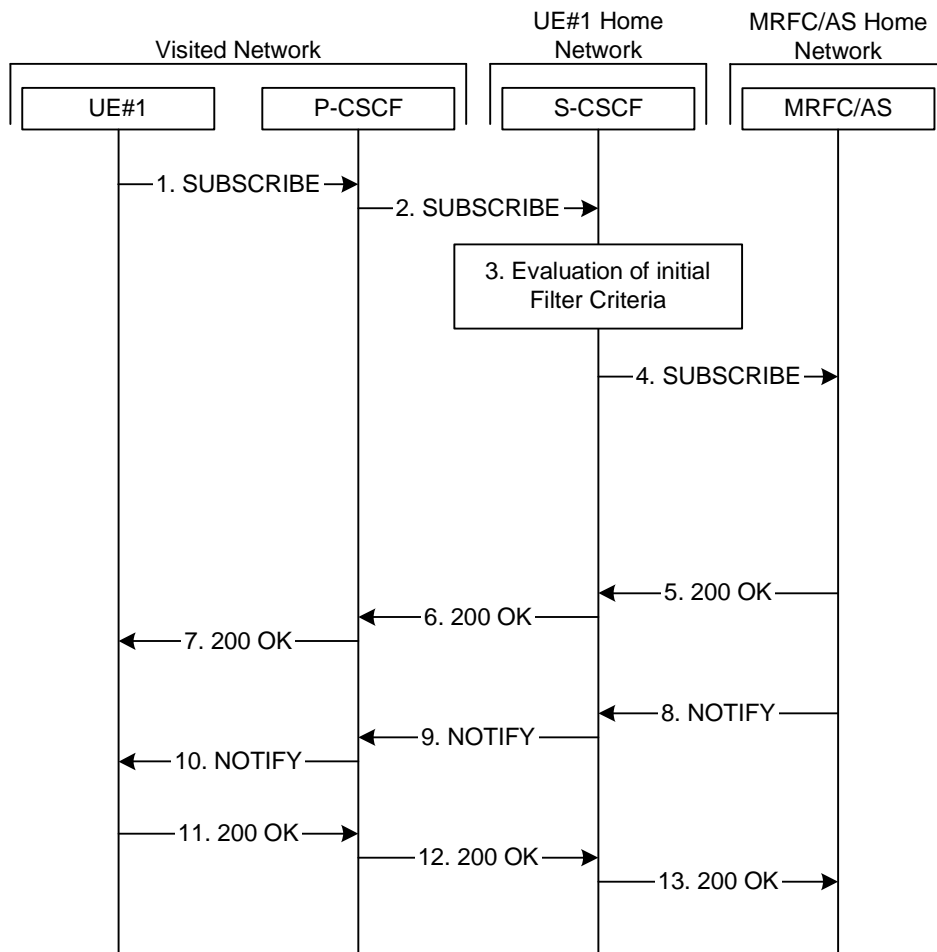 Visited Network
UE#1 Home
Network
MRFC/AS Home
Network
UE#1
P-CSCF
S-CSCF
MRFC/AS
1. SUBSCRIBE
2. SUBSCRIBE
3. Evaluation of initial
Filter Criteria
4. SUBSCRIBE
5. 200 OK
6. 200 OK
7. 200 OK
8. NOTIFY
9. NOTIFY
10. NOTIFY
11. 200 OK
12. 200 OK
13. 200 OK